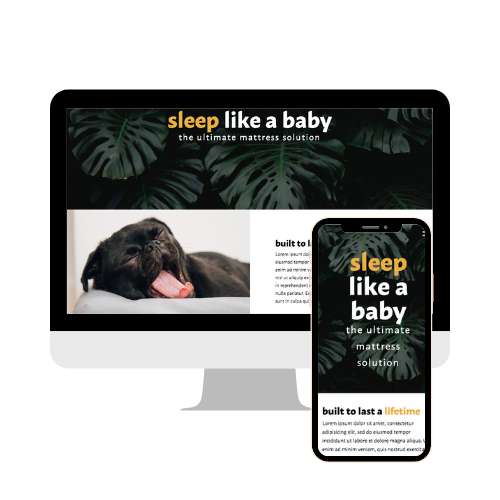 sleep like a baby
the ultimate mattress solution
built to l
Lorem ipsum dol
eiusmod tempor
enim ad minim v
nisi ut aliquip ex
in reprehenderit i
nulla pariatur. E
sunt in culpa qui
sleep
like a
baby
the ultimate
mattress
solution
built to last a lifetime
Lorem ipsum dolor sit amet, consectetur
adipisicing elit, sed do eiusmod tempor
incididunt ut labore et dolore magna aliqua. U
enim ad minim veniam, quis nostrud exercita